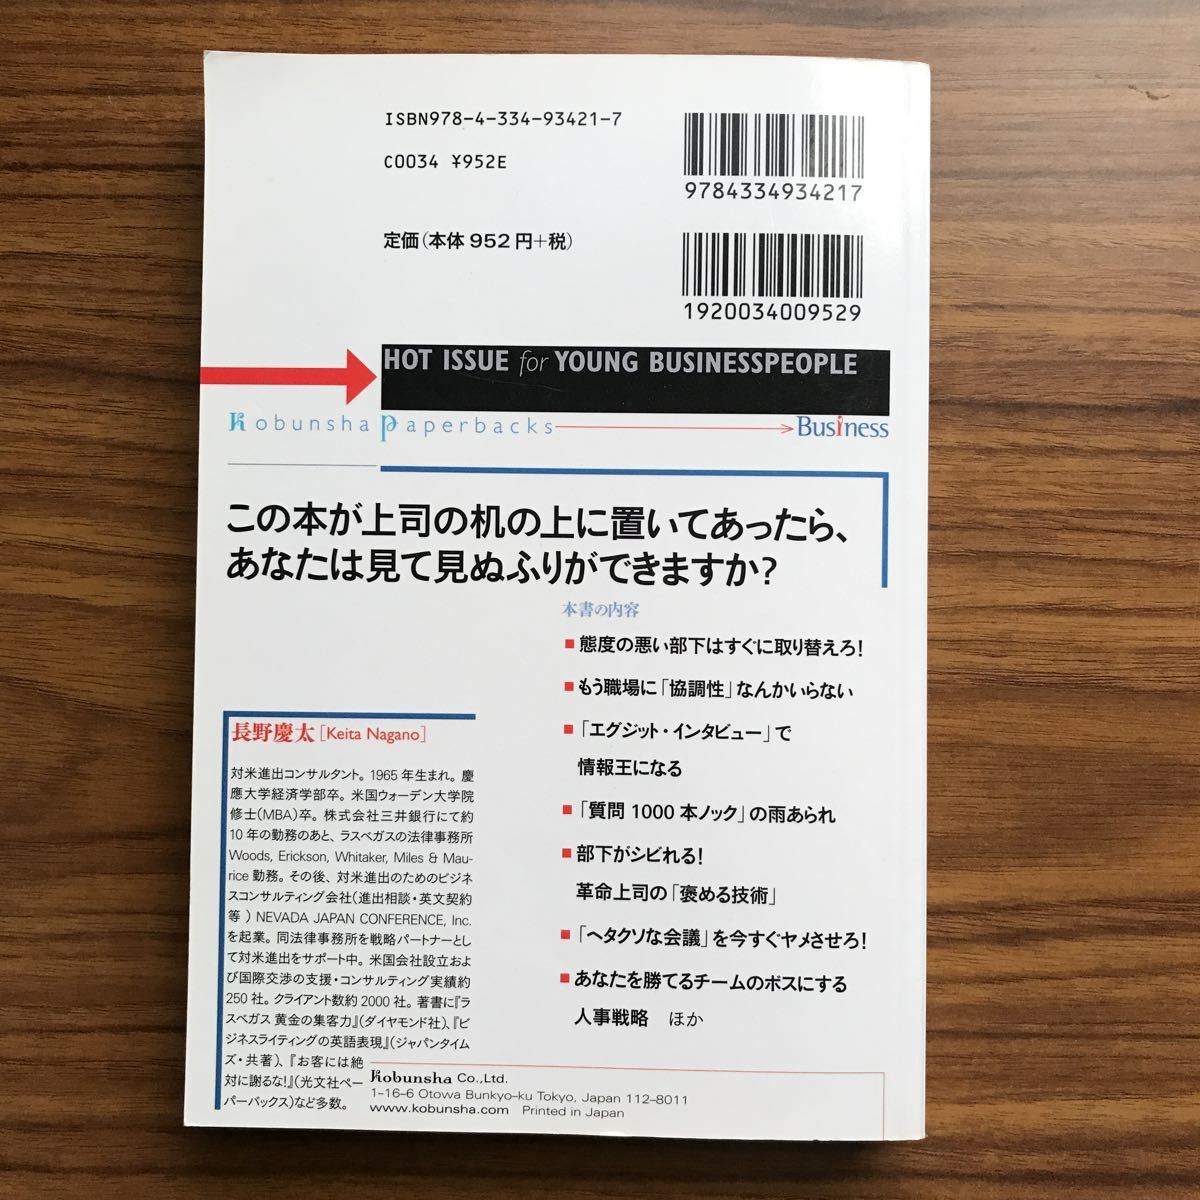 ISBN978-4-334-93421-7
C0034 ¥952E
9784334934217
定価(本体952円+税)
1920034009529
HOT ISSUE for YOUNG BUSINESSPEOPLE
Kobunsha Paperbacks Business
この本が上司の机の上に置いてあったら、
あなたは見て見ぬふりができますか?
本書の内容
■態度の悪い部下はすぐに取り替えろ!
■もう職場に「協調性」なんかいらない
■「エグジット・インタビュー」で
情報王になる
■「質問1000本ノック」の雨あられ
■部下がシビれる!
革命上司の「褒める技術」
■「ヘタクソな会議」を今すぐヤメさせろ!
■あなたを勝てるチームのボスにする
人事戦略 ほか
長野慶太[Keita Nagano]
対米進出コンサルタント。1965年生まれ。慶
應大学経済学部卒。米国ウォーデン大学院
修士(MBA)卒。株式会社三井銀行にて約
10年の勤務のあと、ラスベガスの法律事務所
Woods, Erickson, Whitaker, Miles & Mau-
rice勤務。その後、対米進出のためのビジネ
スコンサルティング会社(進出相談・英文契約
等)NEVADA JAPAN CONFERENCE, Inc.
を起業。同法律事務所を戦略パートナーとし
て対米進出をサポート中。米国会社設立およ
び国際交渉の支援・コンサルティング実績約
250社。クライアント数約2000社。著書に『ラ
スベガス 黄金の集客力』(ダイヤモンド社)、『ビ
ジネスライティングの英語表現』(ジャパンタイム
ズ・共著)、『お客には絶
対に謝るな!』(光文社ペー
パーバックス)など多数。
Kobunsha Co.,Ltd.
1-16-6 Otowa Bunkyo-ku Tokyo, Japan 112-8011
www.kobunsha.com Printed in Japan